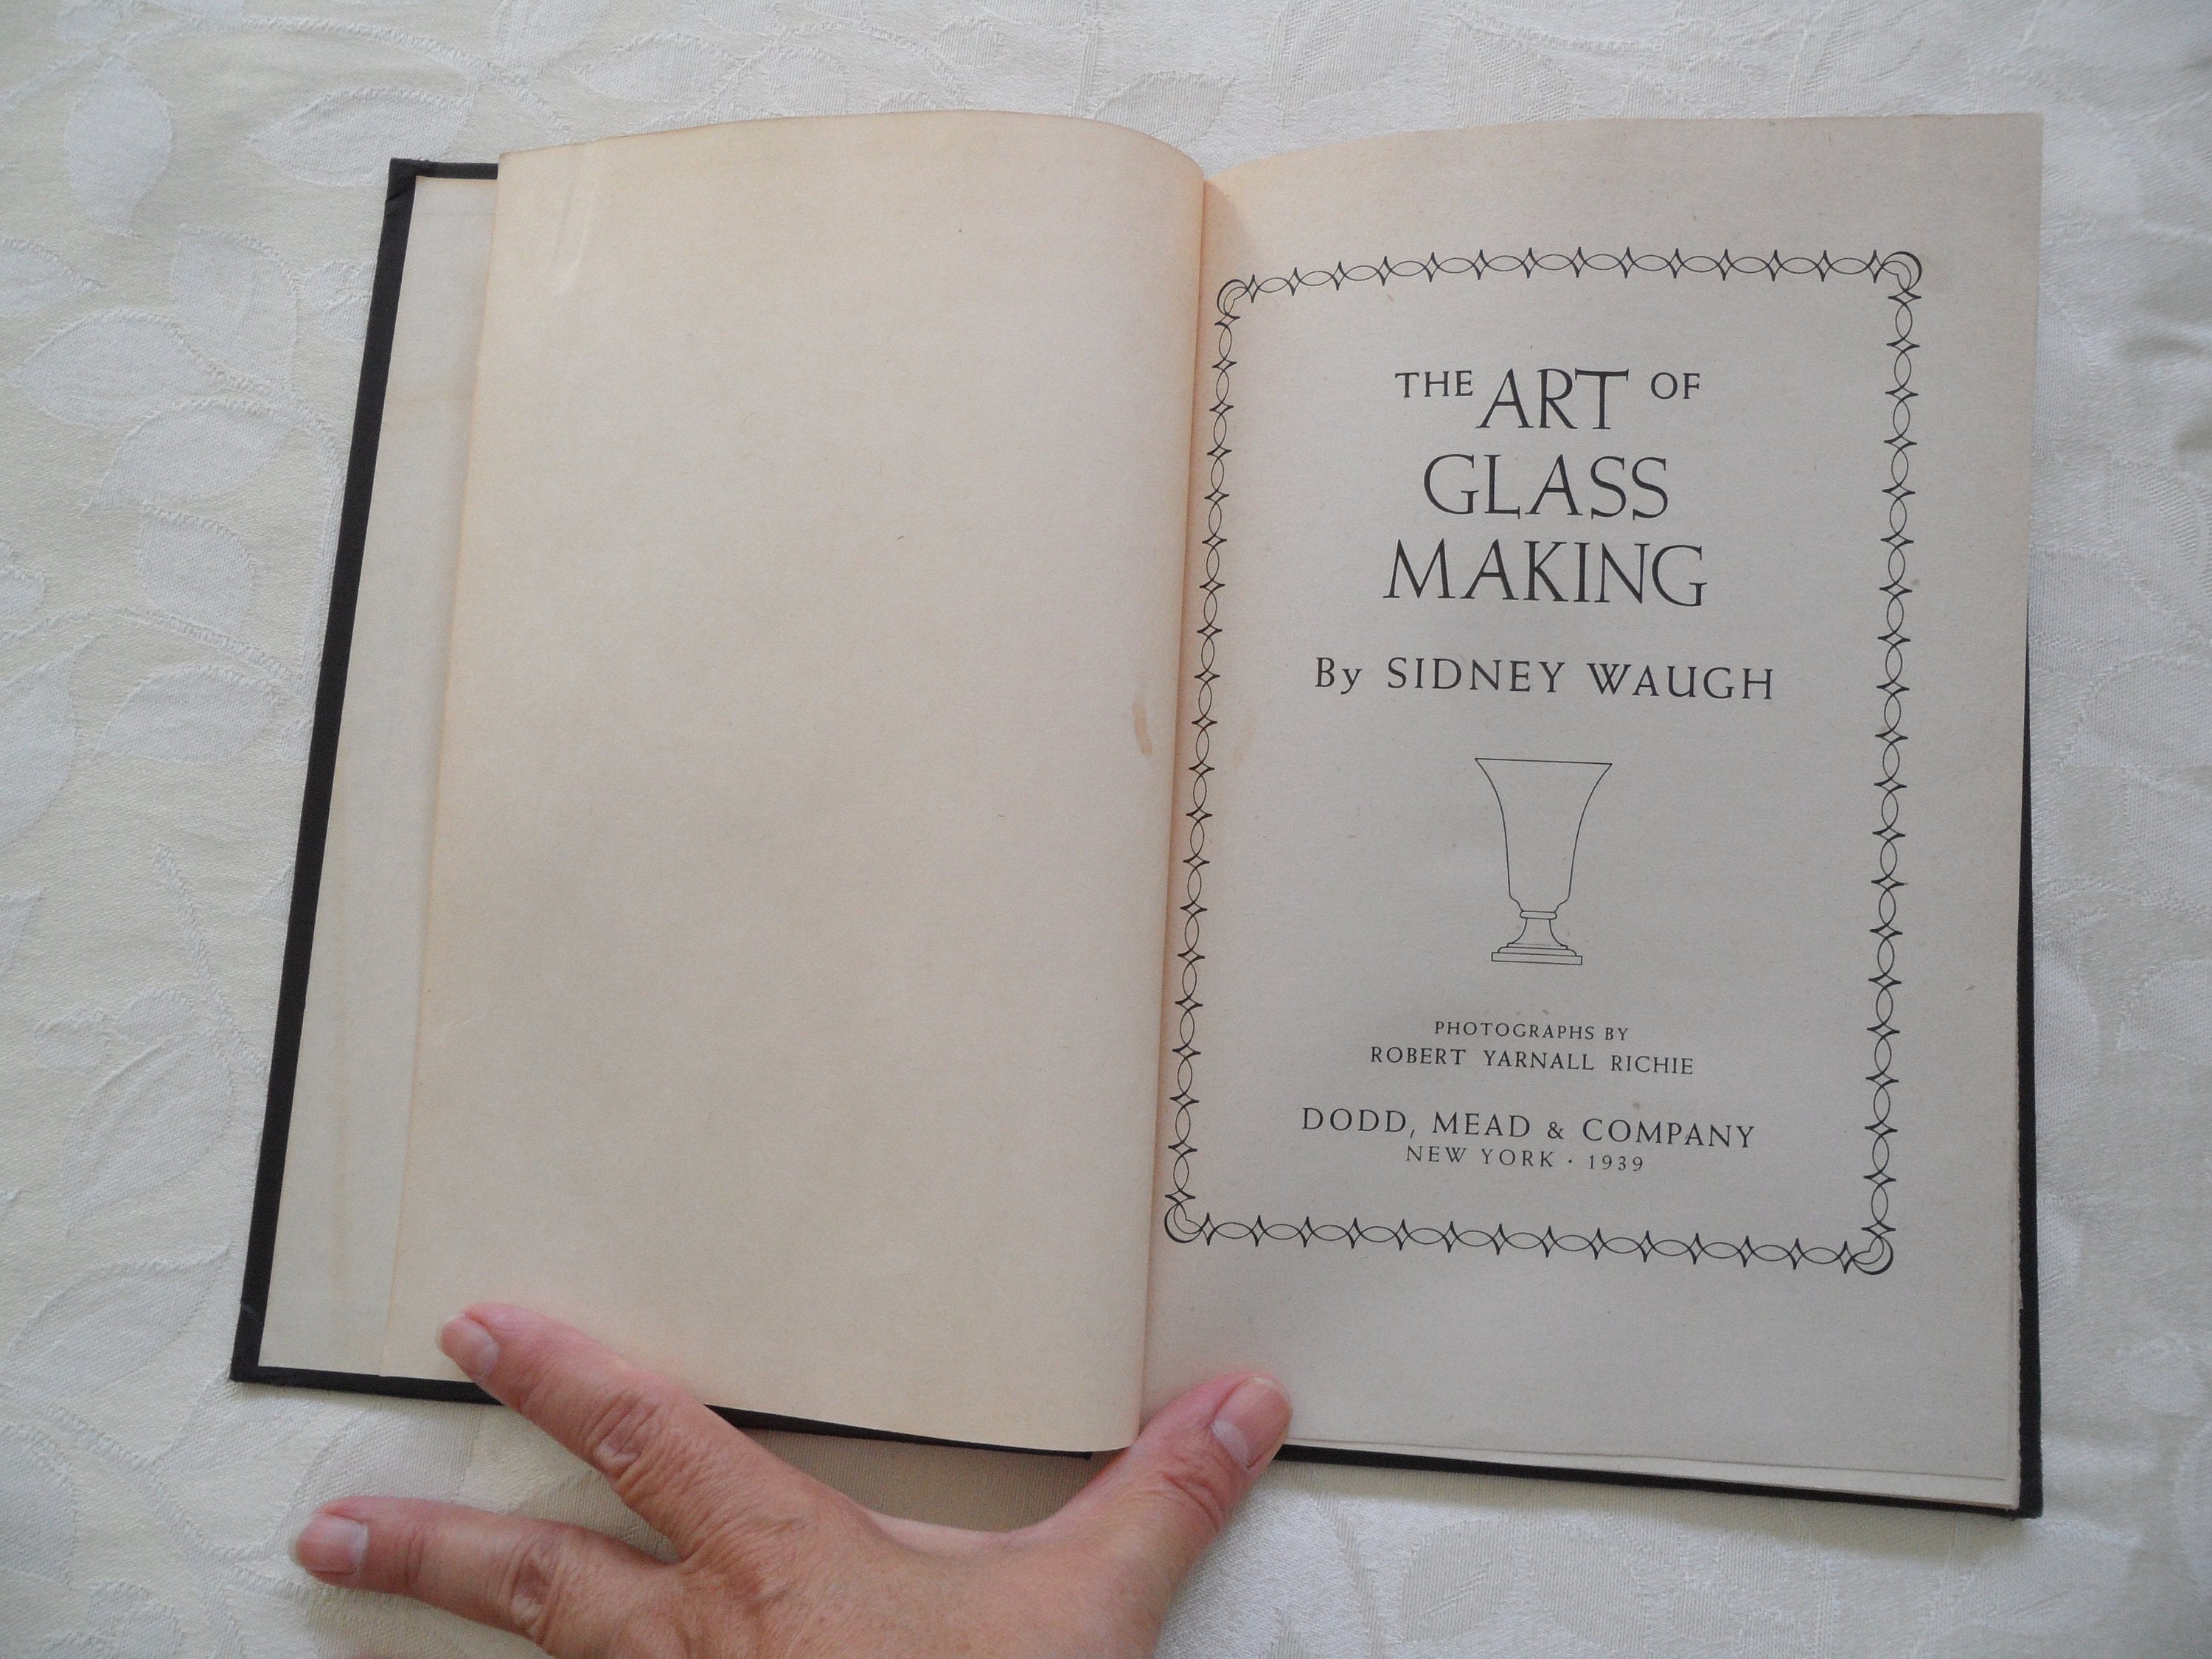 THE ART OF
GLASS
MAKING
By SIDNEY WAUGH
PHOTOGRAPHS BY
ROBERT YARNALL RICHIE
DODD, MEAD & COMPANY
NEW YORK · 1939